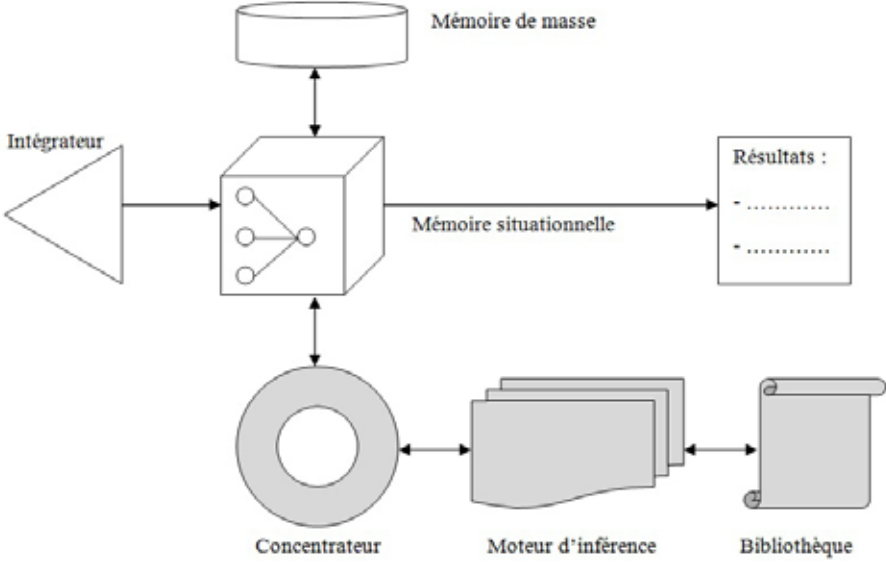 Mémoire de masse
Intégrateur
Résultats :
- ............
- ............
Mémoire situationnelle
Concentrateur
Moteur d’inférence
Bibliothèque